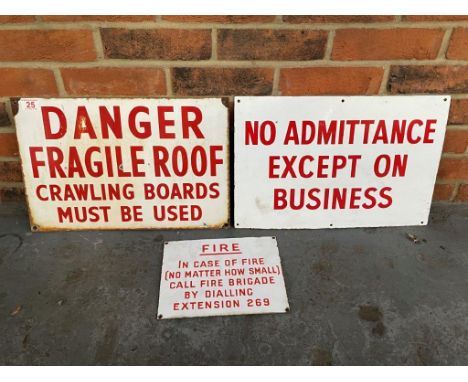 25
DANGER
FRAGILE ROOF
CRAWLING BOARDS
MUST BE USED
NO ADMITTANCE
EXCEPT ON
BUSINESS
FIRE
IN CASE OF FIRE
(NO MATTER HOW SMALL)
CALL FIRE BRIGADE
BY DIALLING
EXTENSION 269